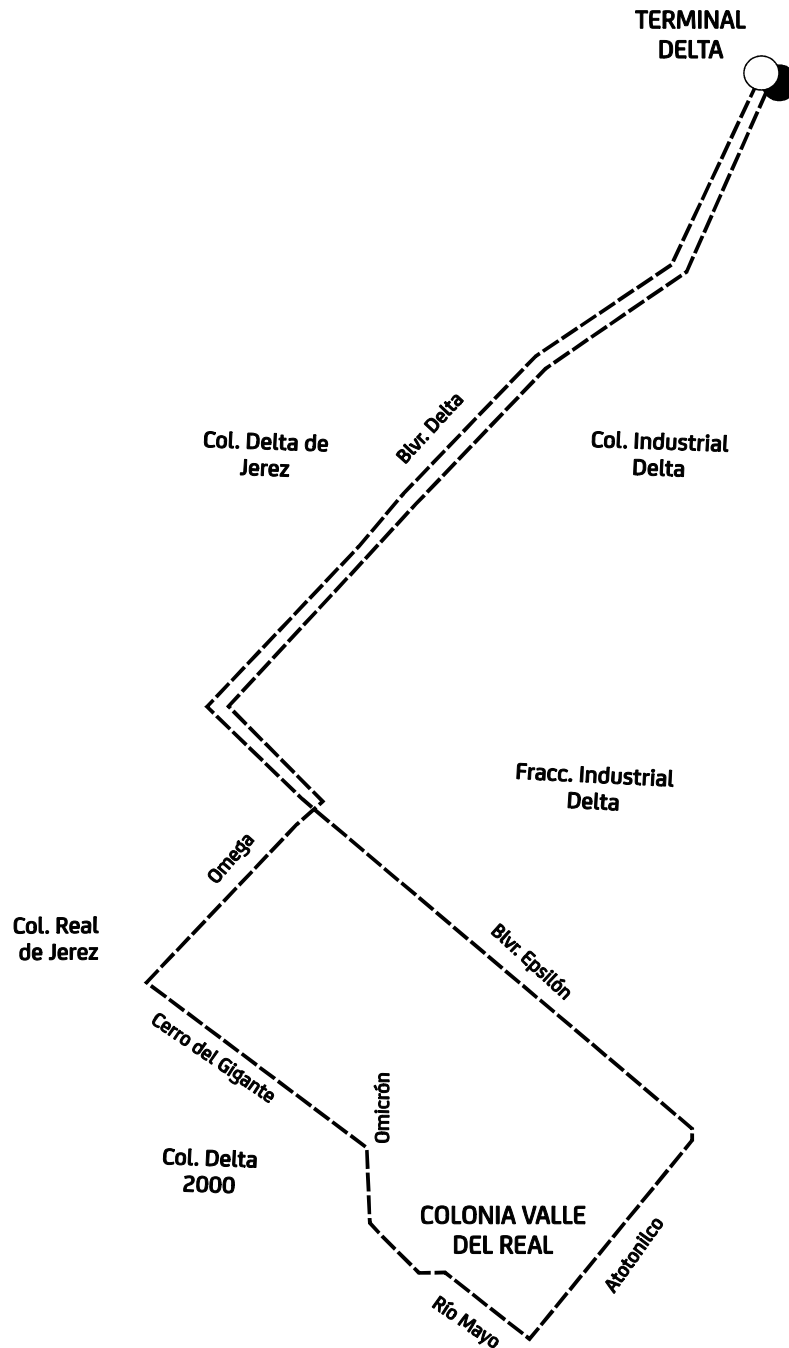 TERMINAL
DELTA
Blvr. Delta
Col. Delta de
Jerez
Col. Industrial
Delta
Fracc. Industrial
Delta
Omega
Col. Real
de Jerez
Blvr. Epsilón
Cerro del Gigante
Omicrón
Col. Delta
2000
COLONIA VALLE
DEL REAL
Atotonilco
Río Mayo